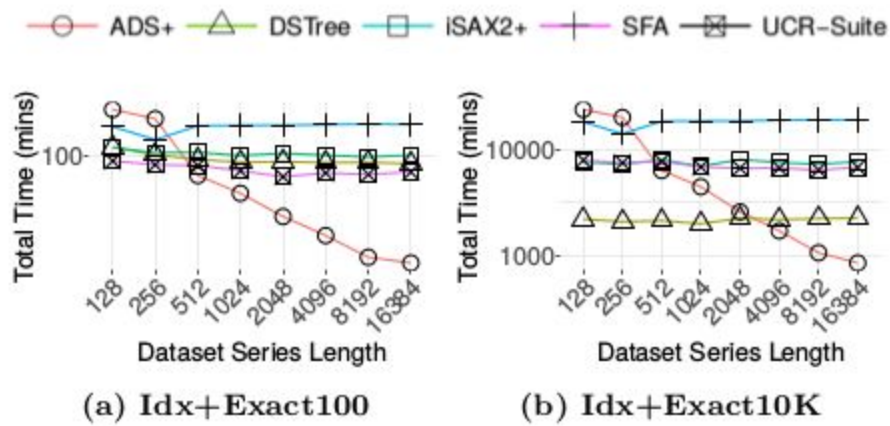 ADS+ DSTree iSAX2+ SFA UCR-Suite
Total Time (mins)
100
128 256 512 1024 2048 4096 8192 16384
Dataset Series Length
(a) Idx+Exact100
Total Time (mins)
10000
1000
128 256 512 1024 2048 4096 8192 16384
Dataset Series Length
(b) Idx+Exact10K